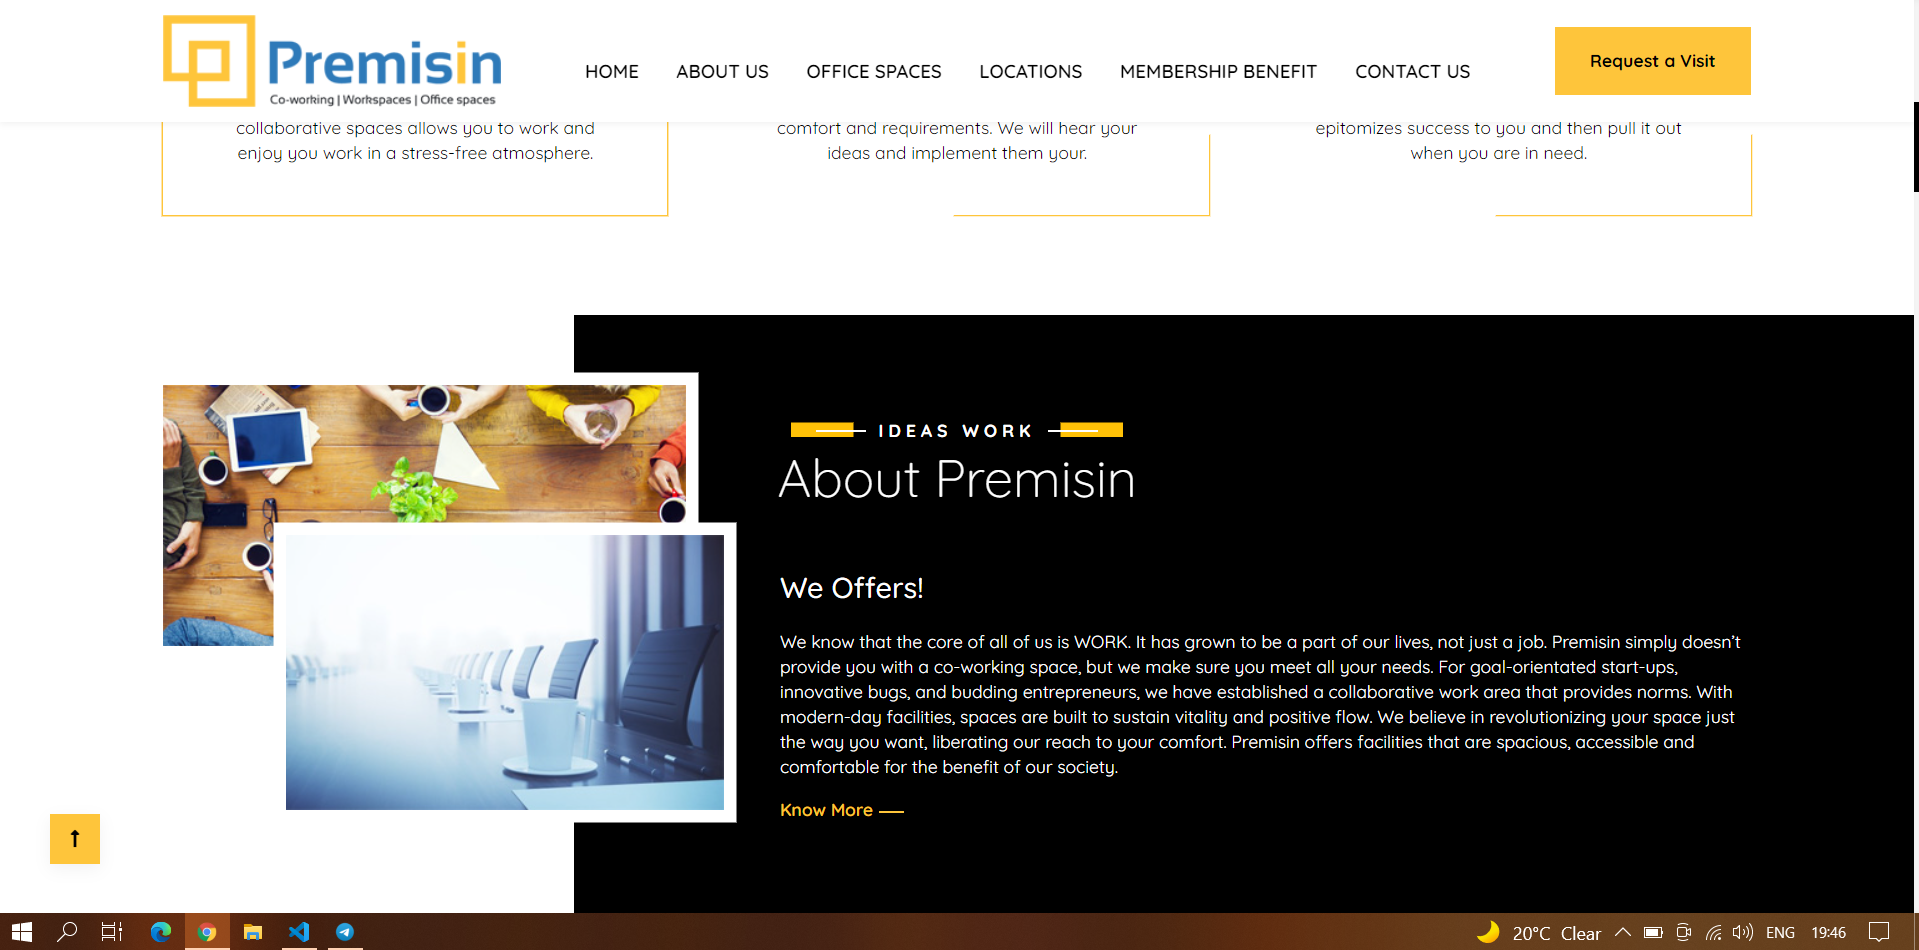 Premisin
Co-working | Workspaces | Office spaces
HOME
ABOUT US
OFFICE SPACES
LOCATIONS
MEMBERSHIP BENEFIT
CONTACT US
Request a Visit
collaborative spaces allows you to work and
enjoy you work in a stress-free atmosphere.
comfort and requirements. We will hear your
ideas and implement them your.
epitomizes success to you and then pull it out
when you are in need.
IDEAS WORK
About Premisin
We Offers!
We know that the core of all of us is WORK. It has grown to be a part of our lives, not just a job. Premisin simply doesn’t
provide you with a co-working space, but we make sure you meet all your needs. For goal-orientated start-ups,
innovative bugs, and budding entrepreneurs, we have established a collaborative work area that provides norms. With
modern-day facilities, spaces are built to sustain vitality and positive flow. We believe in revolutionizing your space just
the way you want, liberating our reach to your comfort. Premisin offers facilities that are spacious, accessible and
comfortable for the benefit of our society.
Know More
20°C Clear
ENG
19:46